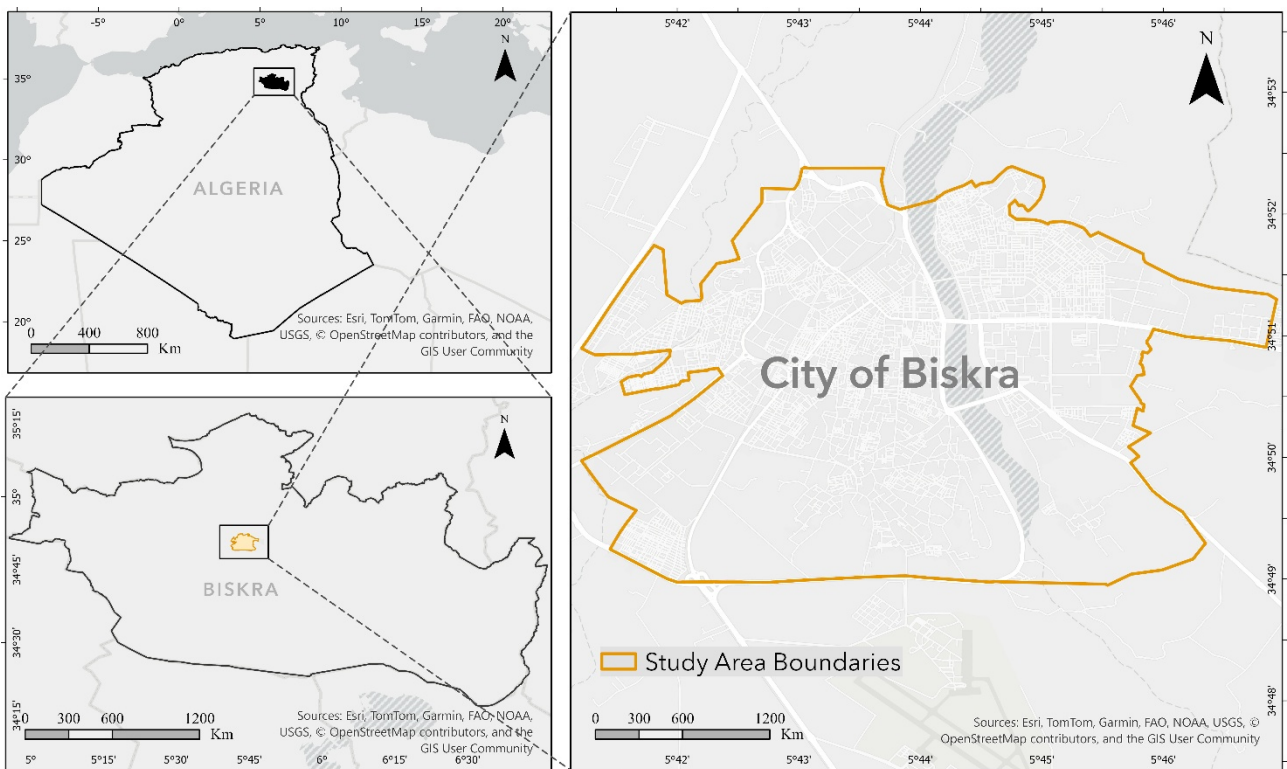 0° 5° 10° 15° 20°
N
35°
30°
25°
20°
ALGERIA
Sources: Esri, TomTom, Garmin, FAO, NOAA,
USGS, © OpenStreetMap contributors, and the
GIS User Community
0 400 800
Km
35°15'
35°
34°45'
34°30'
34°15'
N
BISKRA
0 300 600 1200
Km
Sources: Esri, TomTom, Garmin, FAO, NOAA,
USGS, © OpenStreetMap contributors, and the
GIS User Community
5° 5°15' 5°30' 5°45' 6° 6°15' 6°30'
5°42' 5°43' 5°44' 5°45' 5°46'
N
34°53'
34°52'
34°51'
34°50'
34°49'
34°48'
City of Biskra
Study Area Boundaries
0 300 600 1200
Km
Sources: Esri, TomTom, Garmin, FAO, NOAA, USGS, ©
OpenStreetMap contributors, and the GIS User Community
5°42' 5°43' 5°44' 5°45' 5°46'